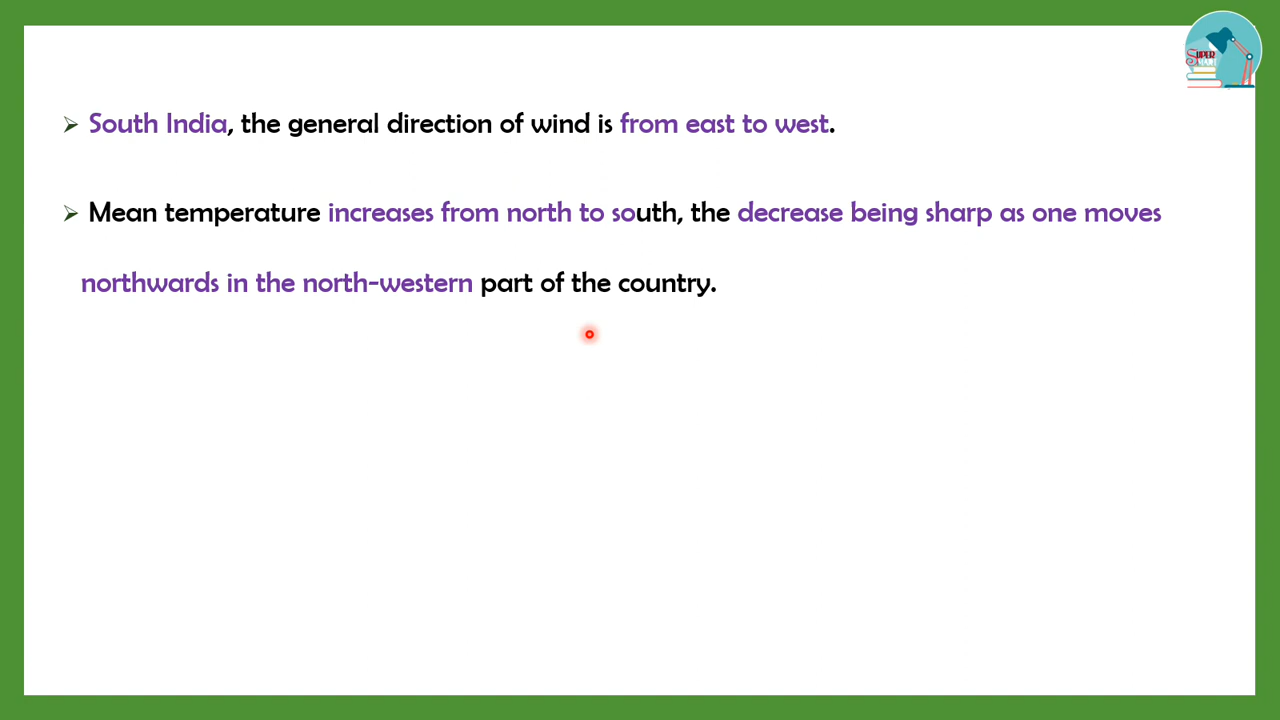 ➢ South India, the general direction of wind is from east to west.
➢ Mean temperature increases from north to south, the decrease being sharp as one moves
northwards in the north-western part of the country.
SUPER